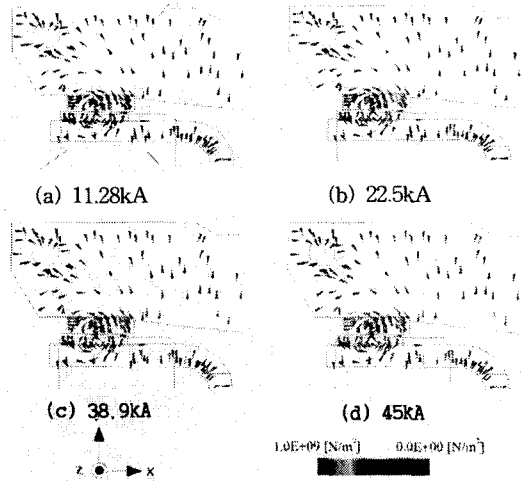 (a) 11.28kA
(b) 22.5kA
(c) 38.9kA
(d) 45kA
z x
1.0E+09 [N/m²] 0.0E+00 [N/m²]